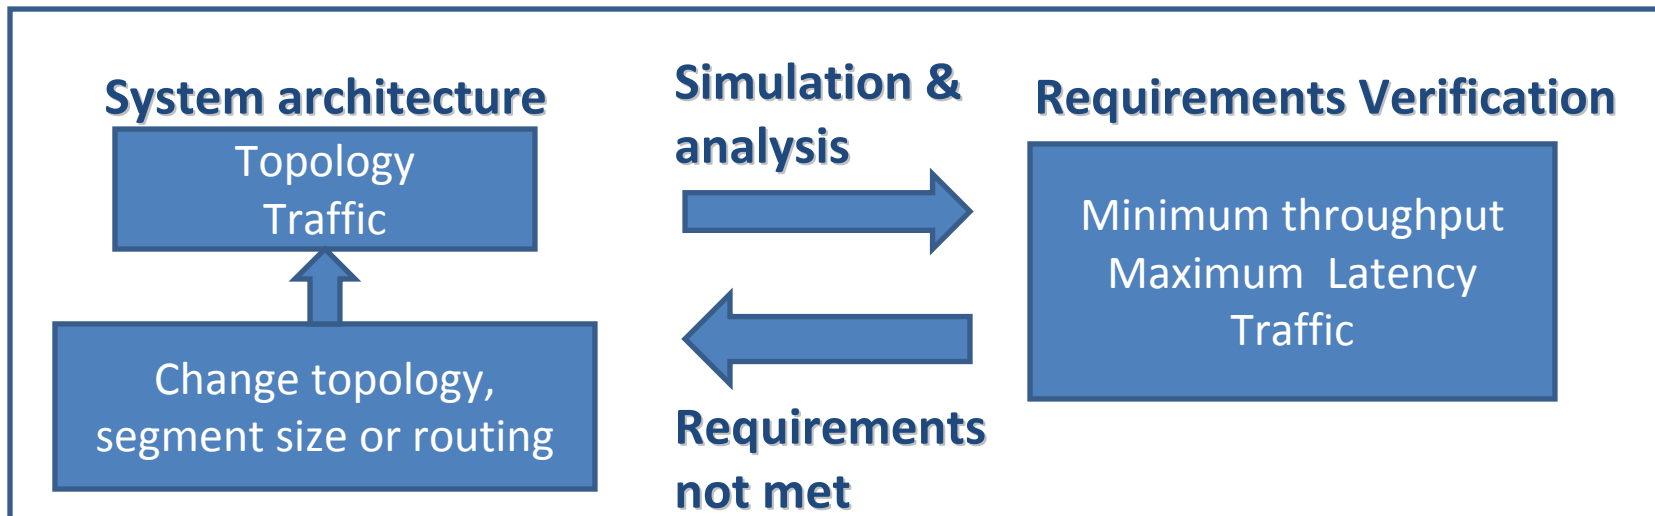 System architecture
Topology
Traffic
Change topology,
segment size or routing
Simulation &
analysis
Requirements
not met
Requirements Verification
Minimum throughput
Maximum  Latency
Traffic